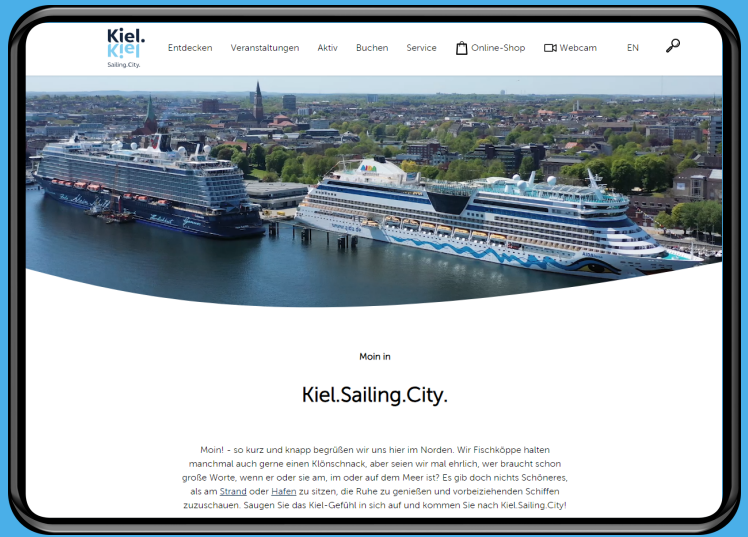 Kiel.
Kiel
Sailing.City.
Entdecken Veranstaltungen Aktiv Buchen Service Online-Shop Webcam EN
AIDA
www.aida.de
Moin in
Kiel.Sailing.City.
Moin! - so kurz und knapp begrüßen wir uns hier im Norden. Wir Fischköppe halten
manchmal auch gerne einen Klönschnack, aber seien wir mal ehrlich, wer braucht schon
große Worte, wenn er oder sie am, im oder auf dem Meer ist? Es gib doch nichts Schöneres,
als am Strand oder Hafen zu sitzen, die Ruhe zu genießen und vorbeiziehenden Schiffen
zuzuschauen. Saugen Sie das Kiel-Gefühl in sich auf und kommen Sie nach Kiel.Sailing.City!